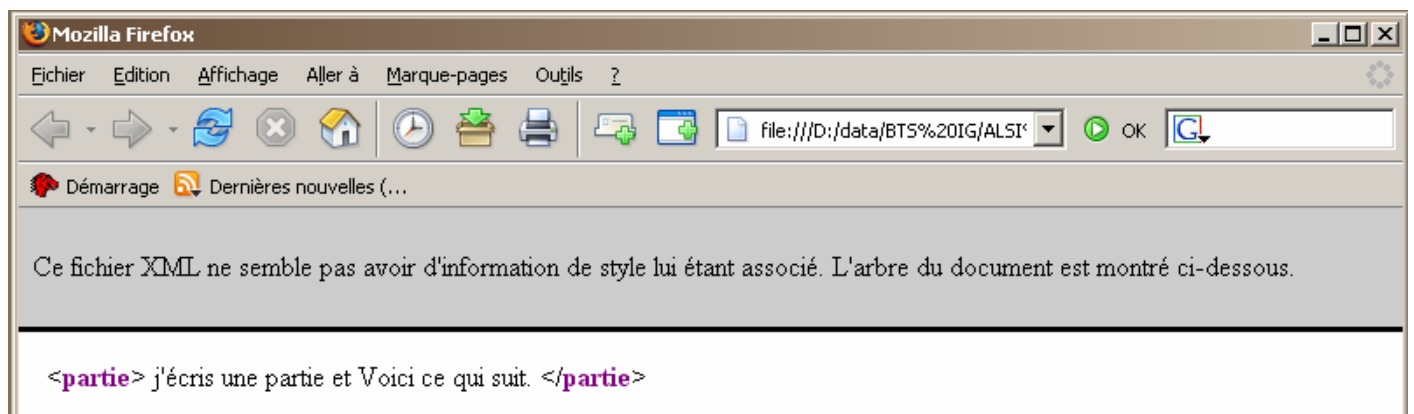 Mozilla Firefox
Fichier Edition Affichage Aller à Marque-pages Outils ?
file:///D:/data/BTS%20IG/ALSI% OK G
Démarrage Dernières nouvelles (...
Ce fichier XML ne semble pas avoir d'information de style lui étant associé. L'arbre du document est montré ci-dessous.
<partie> j'écris une partie et Voici ce qui suit. </partie>